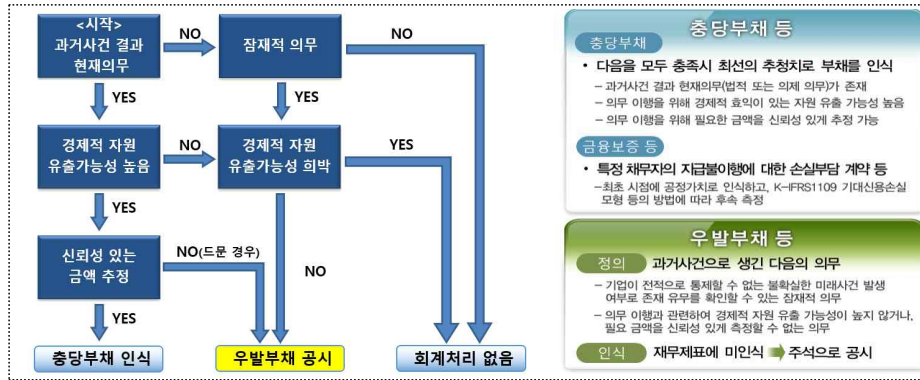 <시작>
과거사건 결과
현재의무
NO
잠재적 의무
NO
YES
YES
경제적 자원
유출가능성 높음
NO
경제적 자원
유출가능성 희박
YES
YES
신뢰성 있는
금액 추정
NO(드문 경우)
NO
YES
충당부채 인식
우발부채 공시
회계처리 없음
충당부채 등
충당부채
• 다음을 모두 충족시 최선의 추정치로 부채를 인식
– 과거사건 결과 현재의무(법적 또는 의제 의무)가 존재
– 의무 이행을 위해 경제적 효익이 있는 자원 유출 가능성 높음
– 의무 이행을 위해 필요한 금액을 신뢰성 있게 추정 가능
금융보증 등
• 특정 채무자의 지급불이행에 대한 손실부담 계약 등
–최초 시점에 공정가치로 인식하고, K-IFRS1109 기대신용손실
모형 등의 방법에 따라 후속 측정
우발부채 등
정의
과거사건으로 생긴 다음의 의무
– 기업이 전적으로 통제할 수 없는 불확실한 미래사건 발생
여부로 존재 유무를 확인할 수 있는 잠재적 의무
– 의무 이행과 관련하여 경제적 자원 유출 가능성이 높지 않거나,
필요 금액을 신뢰성 있게 측정할 수 없는 의무
인식
재무제표에 미인식 ➡ 주석으로 공시